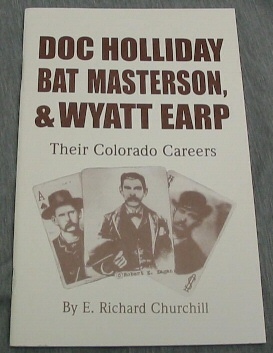 DOC HOLLIDAY
BAT MASTERSON,
& WYATT EARP
Their Colorado Careers
A
By E. Richard Churchill